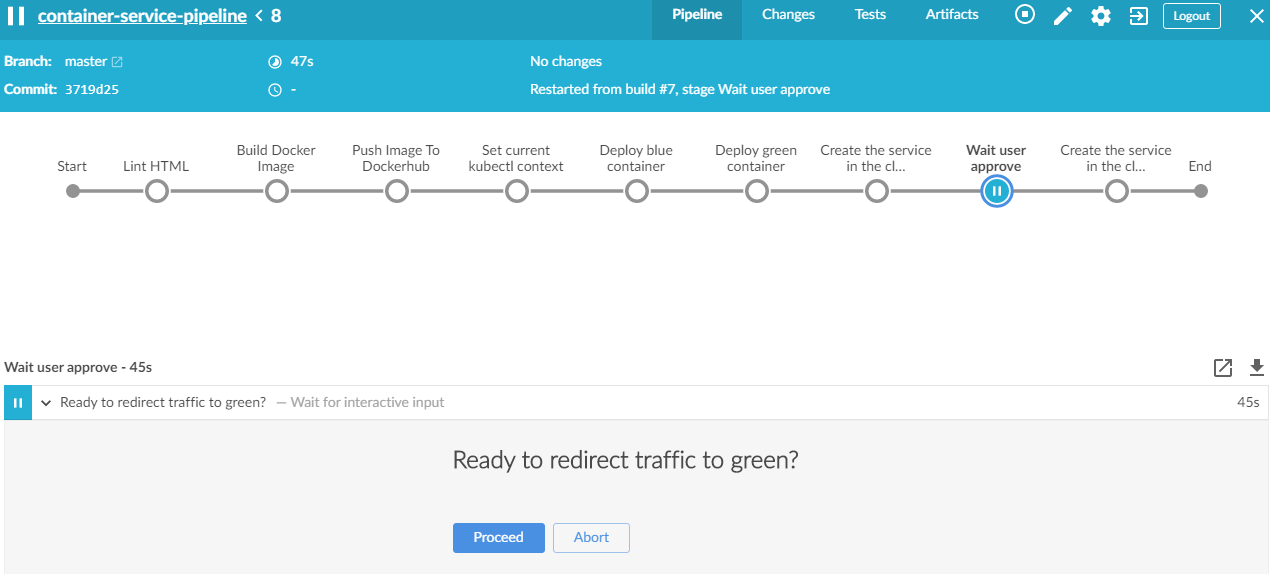 container-service-pipeline < 8
Pipeline
Changes
Tests
Artifacts
Logout
Branch: master
47s
No changes
Commit: 3719d25
-
Restarted from build #7, stage Wait user approve
Start
Lint HTML
Build Docker
Image
Push Image To
Dockerhub
Set current
kubectl context
Deploy blue
container
Deploy green
container
Create the service
in the cl...
Wait user
approve
Create the service
in the cl...
End
Wait user approve - 45s
Ready to redirect traffic to green? — Wait for interactive input
45s
Ready to redirect traffic to green?
Proceed
Abort